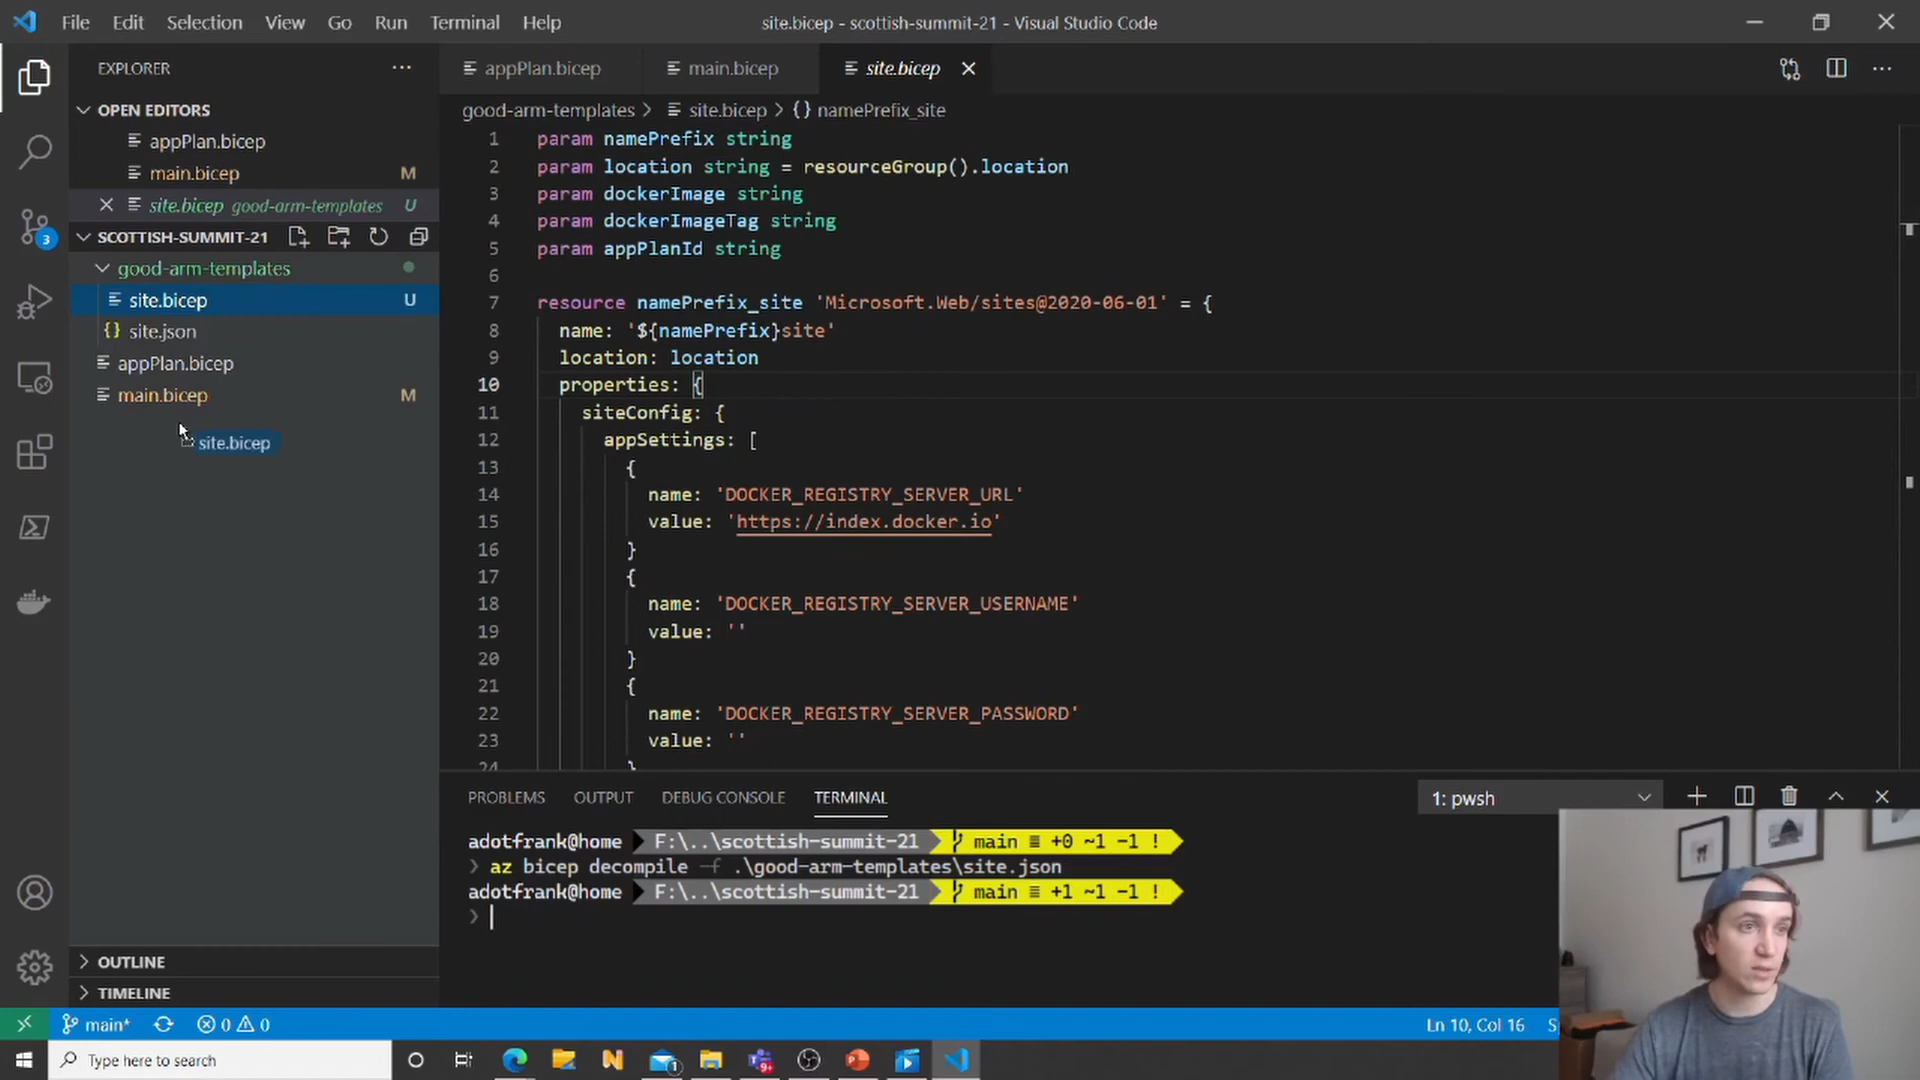 File Edit Selection View Go Run Terminal Help
site.bicep - scottish-summit-21 - Visual Studio Code
EXPLORER
OPEN EDITORS
appPlan.bicep
main.bicep M
site.bicep good-arm-templates U
SCOTTISH-SUMMIT-21
good-arm-templates
site.bicep U
site.json
appPlan.bicep
main.bicep M
site.bicep
OUTLINE
TIMELINE
3
appPlan.bicep main.bicep site.bicep
good-arm-templates > site.bicep > {} namePrefix_site
1 param namePrefix string
2 param location string = resourceGroup().location
3 param dockerImage string
4 param dockerImageTag string
5 param appPlanId string
6
7 resource namePrefix_site 'Microsoft.Web/sites@2020-06-01' = {
8 name: '${namePrefix}site'
9 location: location
10 properties: {
11 siteConfig: {
12 appSettings: [
13 {
14 name: 'DOCKER_REGISTRY_SERVER_URL'
15 value: 'https://index.docker.io'
16 }
17 {
18 name: 'DOCKER_REGISTRY_SERVER_USERNAME'
19 value: ''
20 }
21 {
22 name: 'DOCKER_REGISTRY_SERVER_PASSWORD'
23 value: ''
24 }
PROBLEMS OUTPUT DEBUG CONSOLE TERMINAL
1: pwsh
adotfrank@home F:\..\scottish-summit-21 main ≡ +0 ~1 -1 !
❯ az bicep decompile -f .\good-arm-templates\site.json
adotfrank@home F:\..\scottish-summit-21 main ≡ +1 ~1 -1 !
❯
main* 0 0
Ln 10, Col 16 S
Type here to search
1
9+